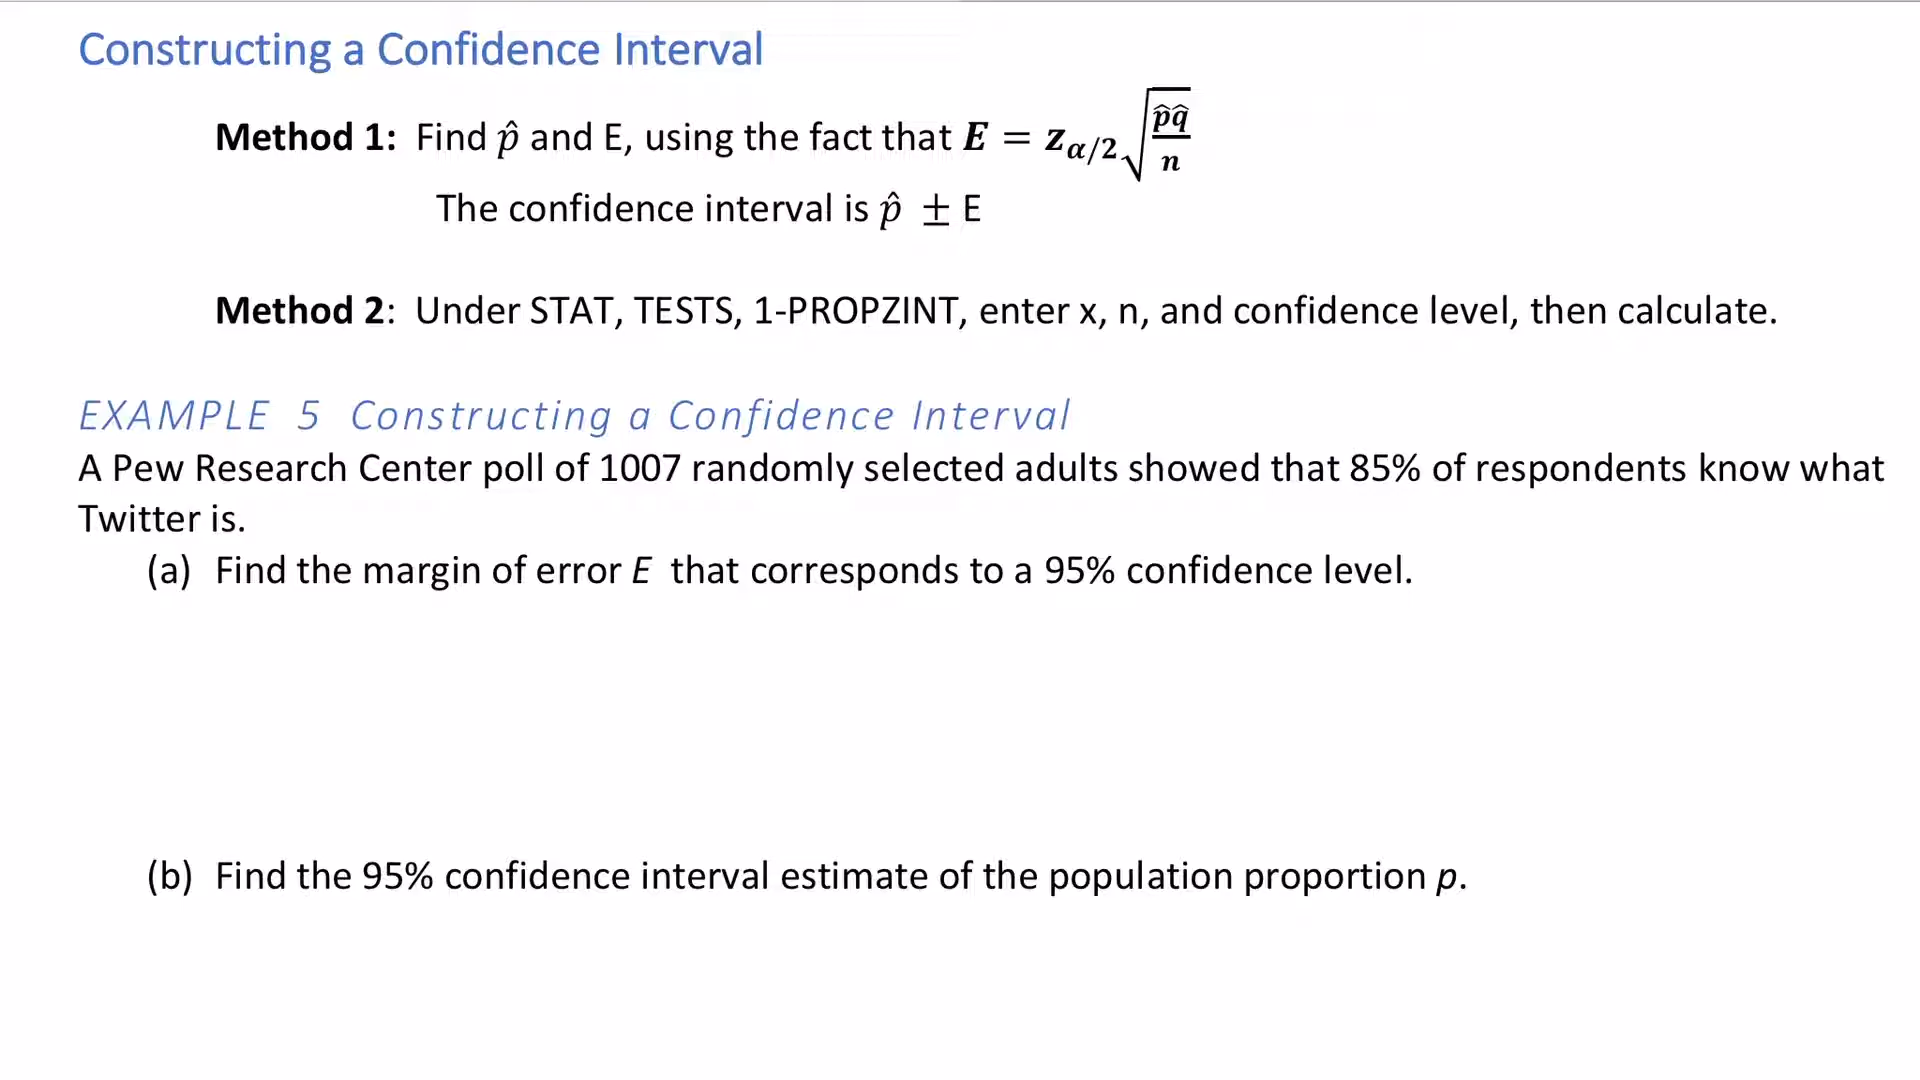 Constructing a Confidence Interval
Method 1: Find p̂ and E, using the fact that E = z_{α/2}√(p̂q̂/n)
The confidence interval is p̂ ± E
Method 2: Under STAT, TESTS, 1-PROPZINT, enter x, n, and confidence level, then calculate.
EXAMPLE 5 Constructing a Confidence Interval
A Pew Research Center poll of 1007 randomly selected adults showed that 85% of respondents know what
Twitter is.
(a) Find the margin of error E that corresponds to a 95% confidence level.
(b) Find the 95% confidence interval estimate of the population proportion p.